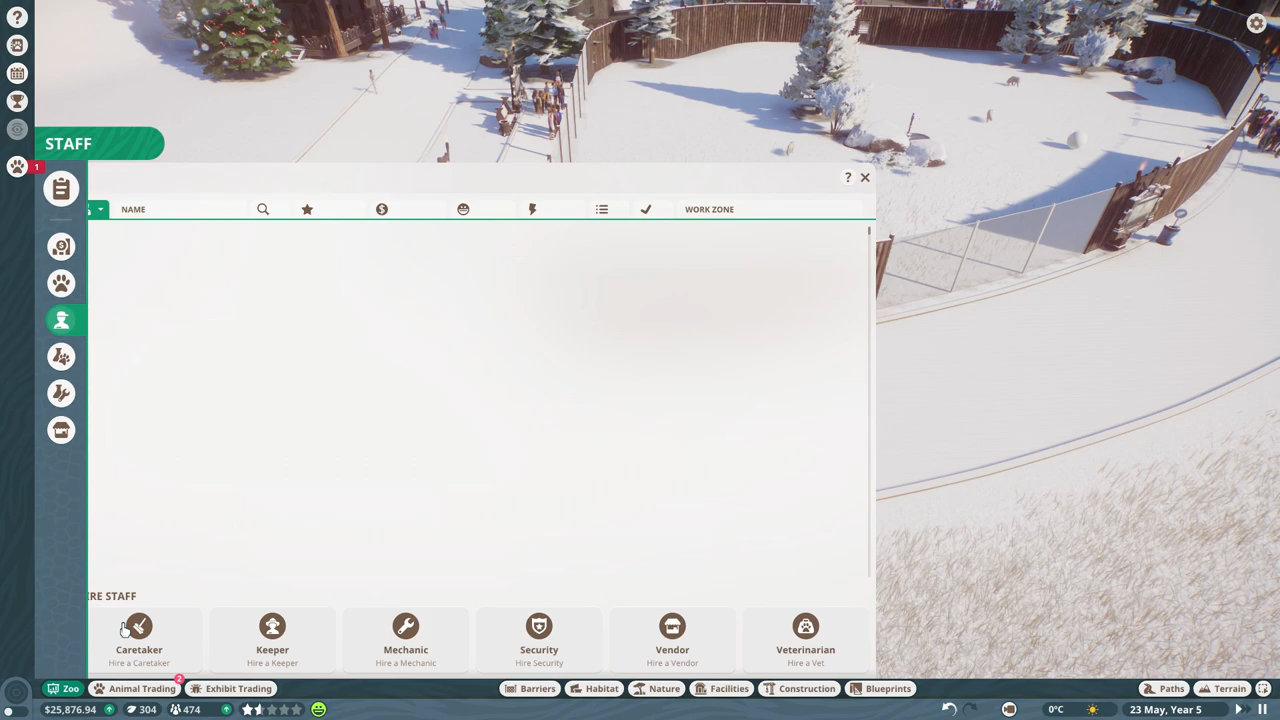 STAFF
1
?
NAME
WORK ZONE
RE STAFF
Caretaker
Hire a Caretaker
Keeper
Hire a Keeper
Mechanic
Hire a Mechanic
Security
Hire Security
Vendor
Hire a Vendor
Veterinarian
Hire a Vet
Zoo
Animal Trading
2
Exhibit Trading
Barriers
Habitat
Nature
Facilities
Construction
Blueprints
Paths
Terrain
$25,876.94
304
474
0°C
23 May, Year 5